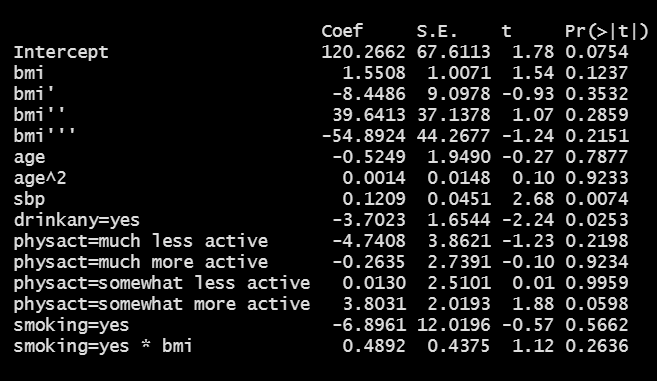 Coef S.E. t Pr(>|t|)
Intercept 120.2662 67.6113 1.78 0.0754
bmi 1.5508 1.0071 1.54 0.1237
bmi' -8.4486 9.0978 -0.93 0.3532
bmi'' 39.6413 37.1378 1.07 0.2859
bmi''' -54.8924 44.2677 -1.24 0.2151
age -0.5249 1.9490 -0.27 0.7877
age^2 0.0014 0.0148 0.10 0.9233
sbp 0.1209 0.0451 2.68 0.0074
drinkany=yes -3.7023 1.6544 -2.24 0.0253
physact=much less active -4.7408 3.8621 -1.23 0.2198
physact=much more active -0.2635 2.7391 -0.10 0.9234
physact=somewhat less active 0.0130 2.5101 0.01 0.9959
physact=somewhat more active 3.8031 2.0193 1.88 0.0598
smoking=yes -6.8961 12.0196 -0.57 0.5662
smoking=yes * bmi 0.4892 0.4375 1.12 0.2636